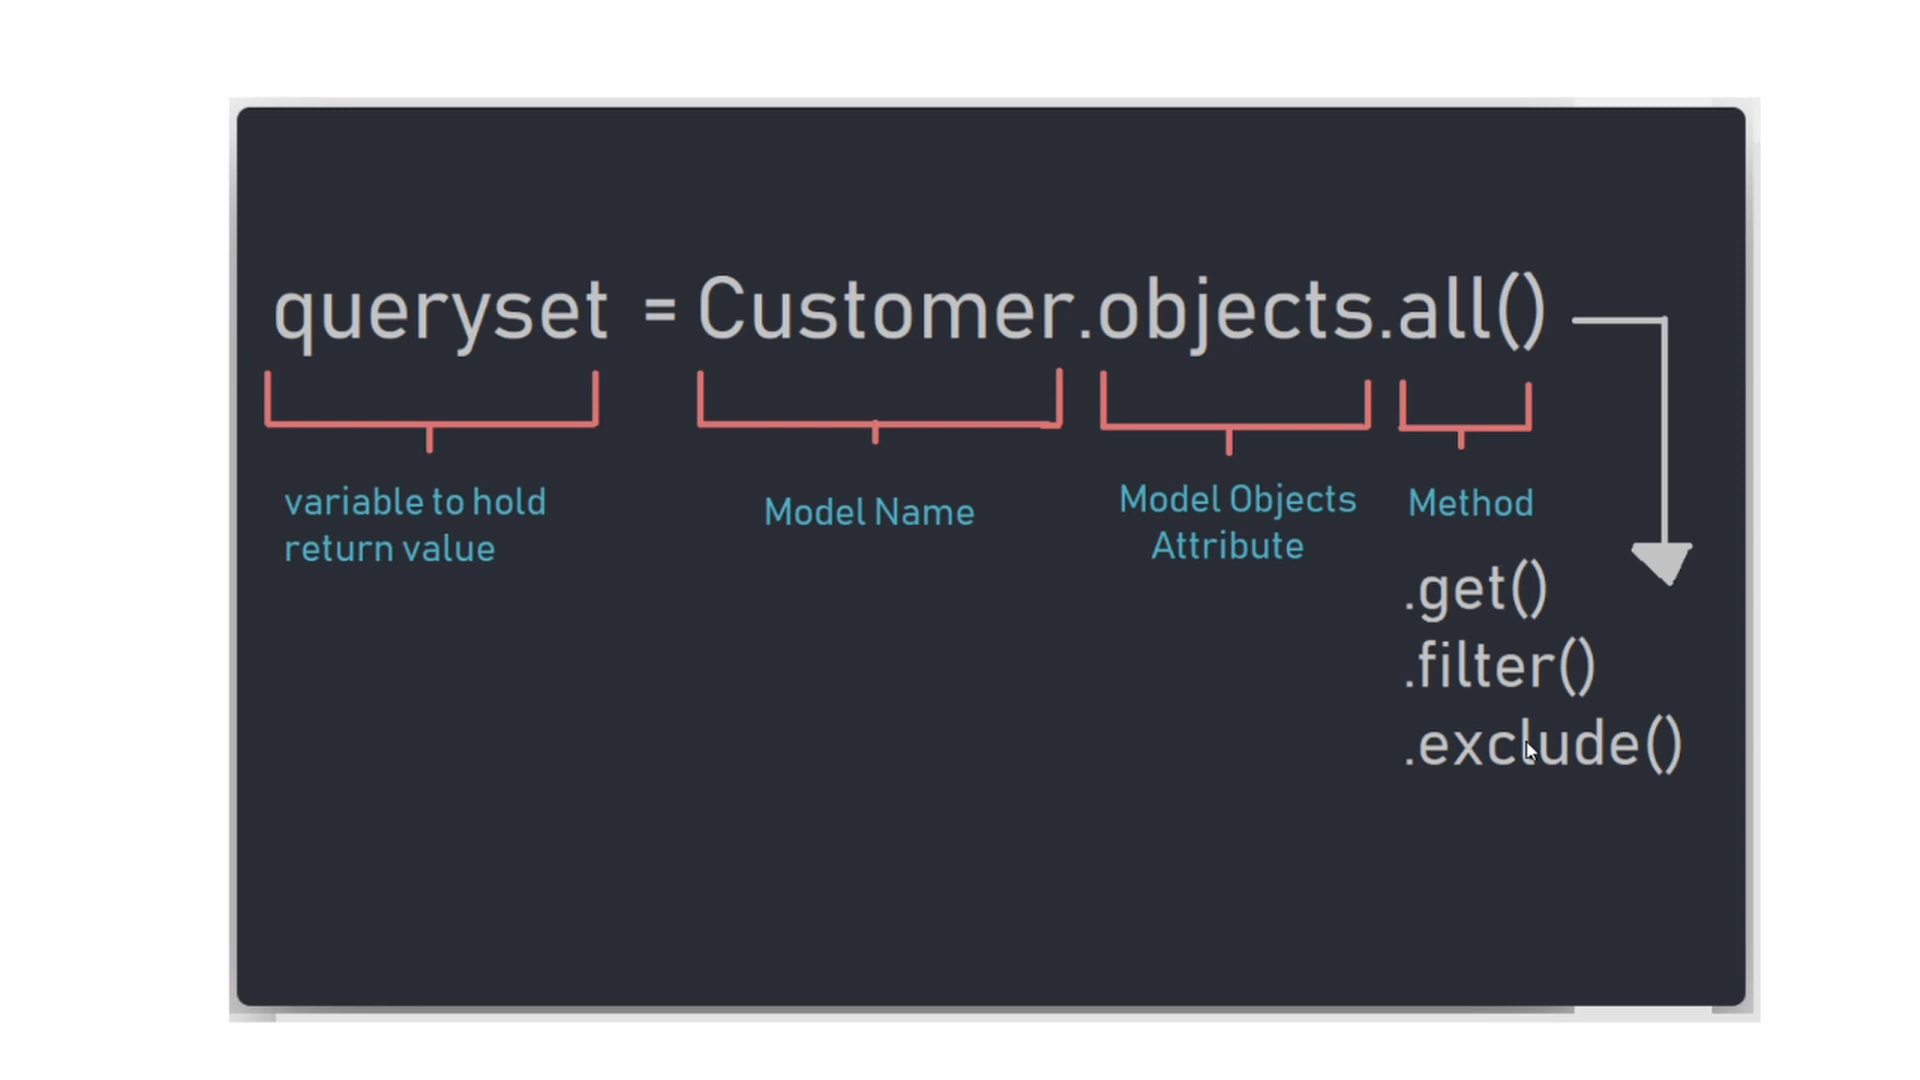 queryset = Customer.objects.all()
variable to hold
return value
Model Name
Model Objects
Attribute
Method
.get()
.filter()
.exclude()